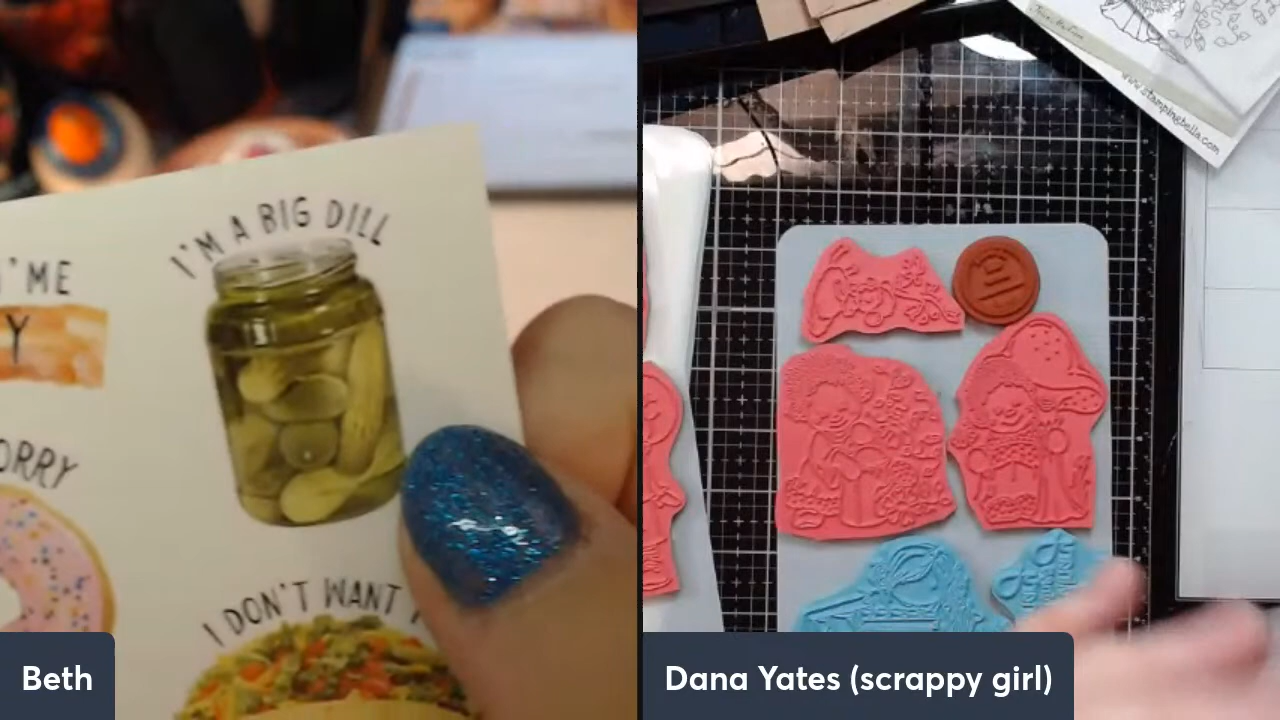 I'M A BIG DILL
'ME
Y
ORRY
I DON'T WANT
www.stampingbella.com
Beth
Dana Yates (scrappy girl)